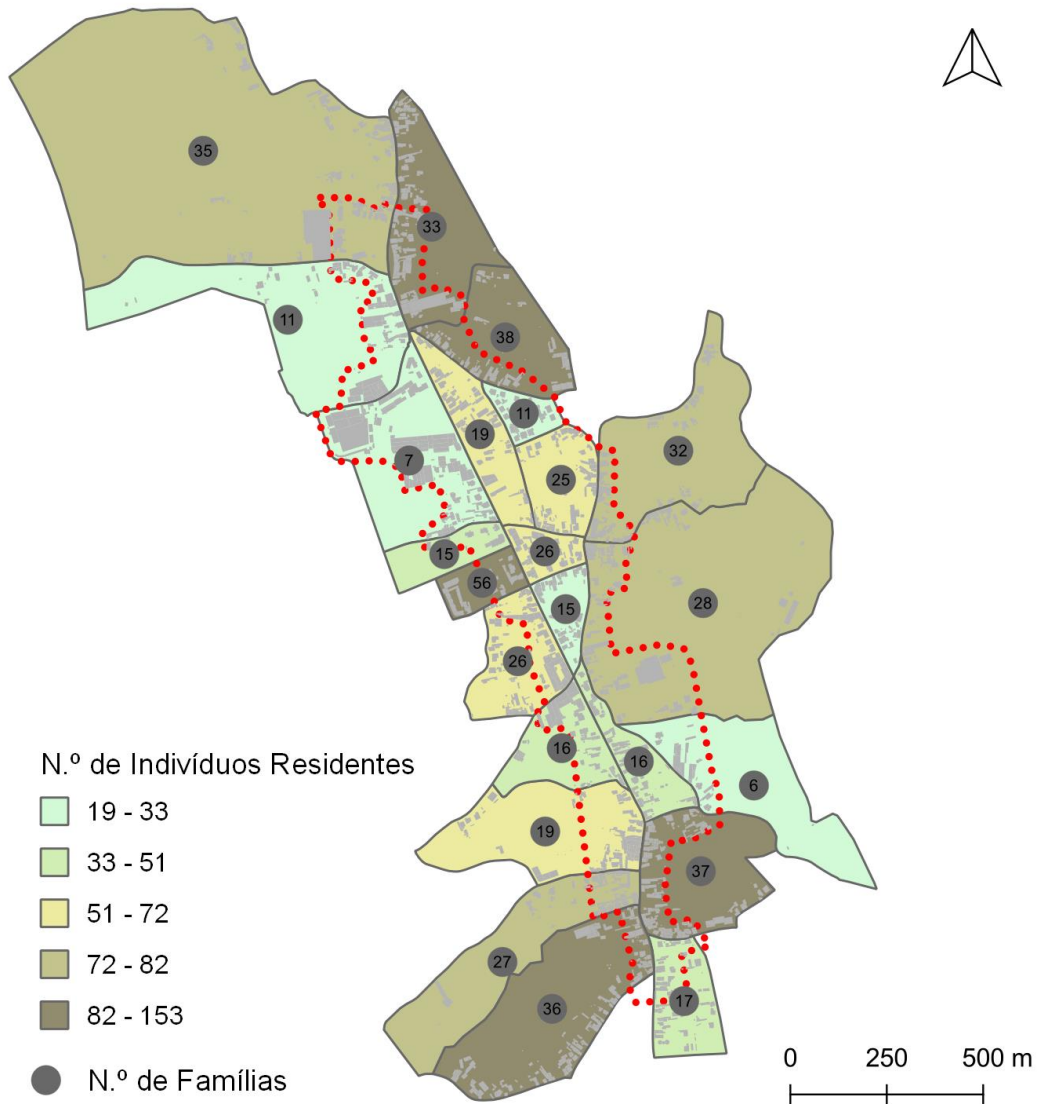 35
33
11
38
11
19
32
25
7
26
15
56
28
15
26
16
16
6
19
37
27
17
36
N.º de Indivíduos Residentes
19 - 33
33 - 51
51 - 72
72 - 82
82 - 153
N.º de Famílias
0 250 500 m